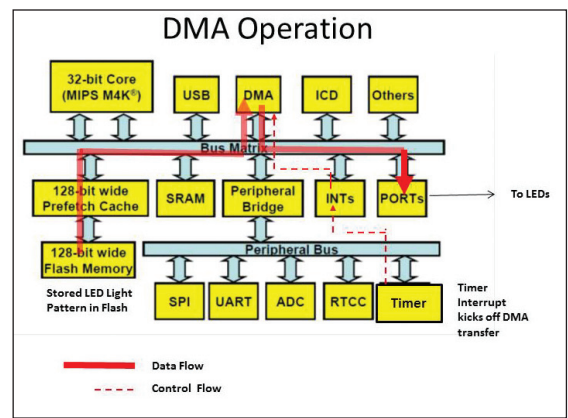 DMA Operation
32-bit Core
(MIPS M4K®)
USB
DMA
ICD
Others
Bus Matrix
128-bit wide
Prefetch Cache
SRAM
Peripheral
Bridge
INTs
PORTs
To LEDs
128-bit wide
Flash Memory
Peripheral Bus
Stored LED Light
Pattern in Flash
SPI
UART
ADC
RTCC
Timer
Timer
Interrupt
kicks off DMA
transfer
Data Flow
Control Flow